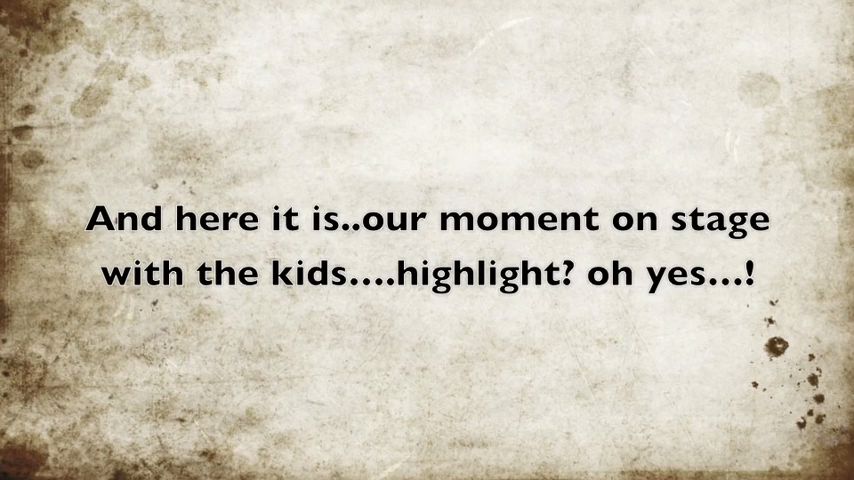 And here it is..our moment on stage
with the kids....highlight? oh yes...!